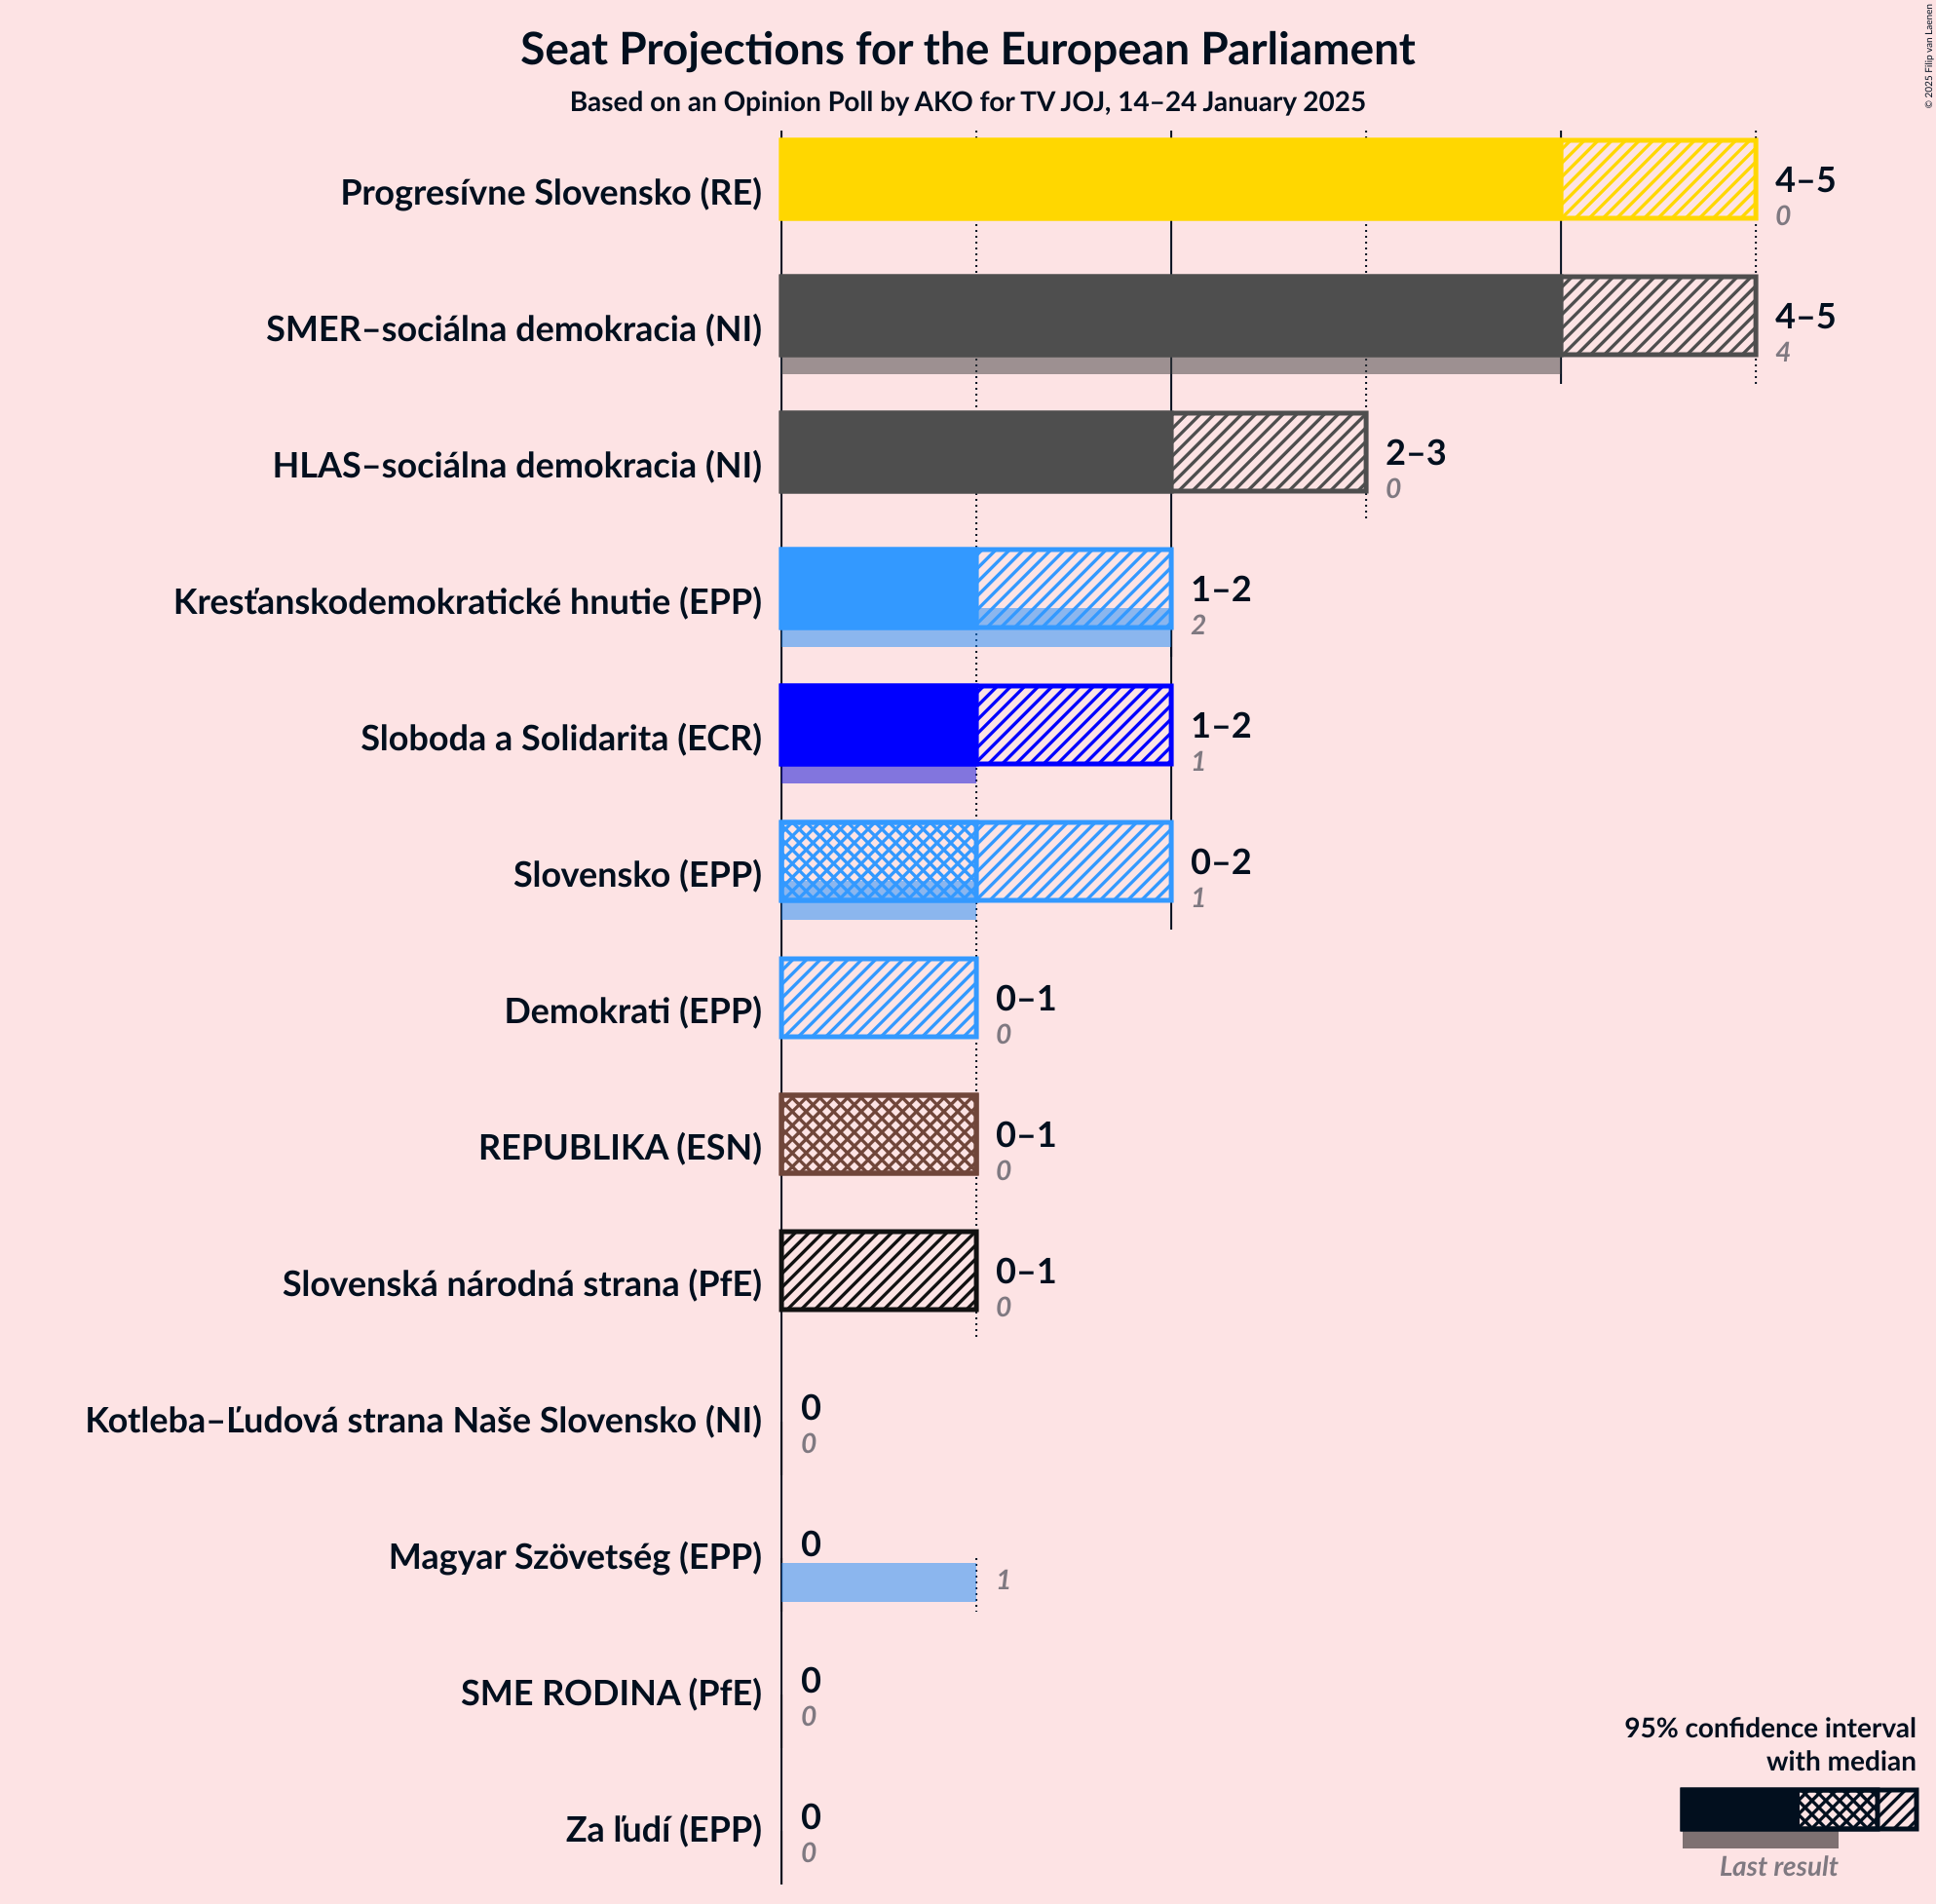 Seat Projections for the European Parliament
Based on an Opinion Poll by AKO for TV JOJ, 14–24 January 2025
© 2025 Filip van Laenen
Progresívne Slovensko (RE)
4–5
0
SMER–sociálna demokracia (NI)
4–5
4
HLAS–sociálna demokracia (NI)
2–3
0
Kresťanskodemokratické hnutie (EPP)
1–2
2
Sloboda a Solidarita (ECR)
1–2
1
Slovensko (EPP)
0–2
1
Demokrati (EPP)
0–1
0
REPUBLIKA (ESN)
0–1
0
Slovenská národná strana (PfE)
0–1
0
Kotleba–Ľudová strana Naše Slovensko (NI)
0
0
Magyar Szövetség (EPP)
0
1
SME RODINA (PfE)
0
0
Za ľudí (EPP)
0
0
95% confidence interval
with median
Last result